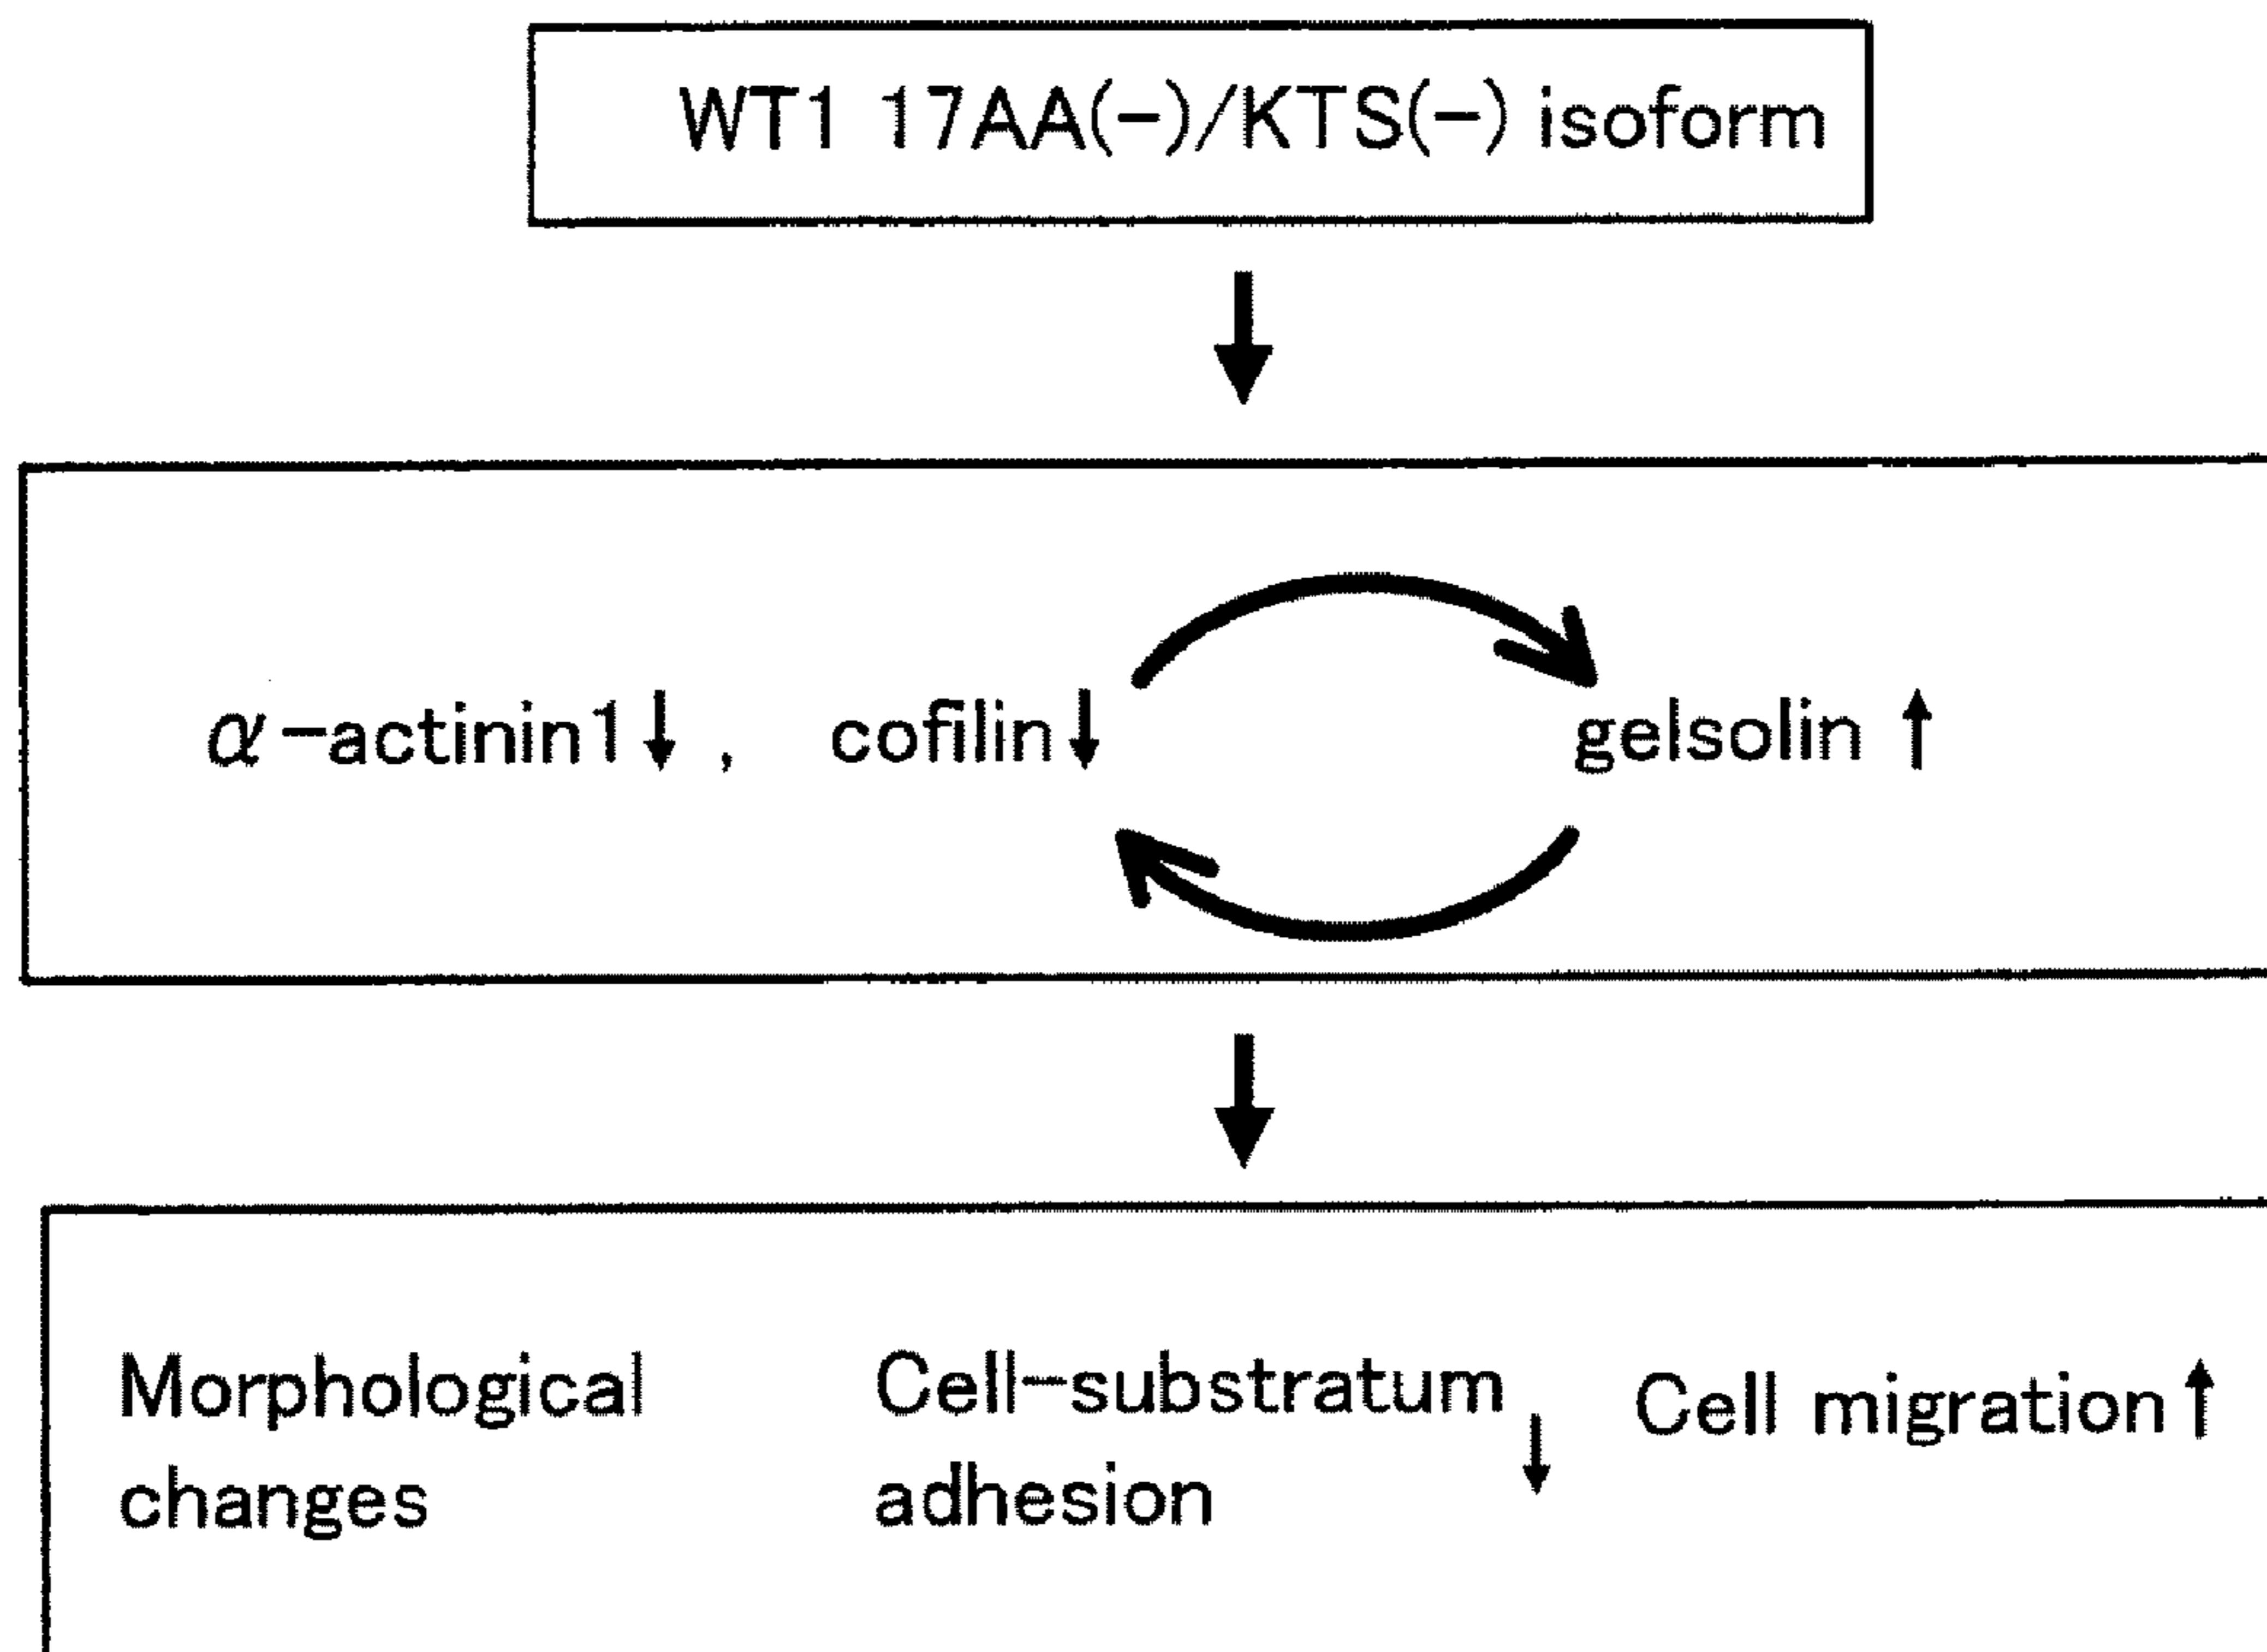 WT1 17AA(-)/KTS(-) isoform
α-actinin1↓, cofilin↓ gelsolin↑
Morphological changes
Cell-substratum adhesion ↓
Cell migration↑